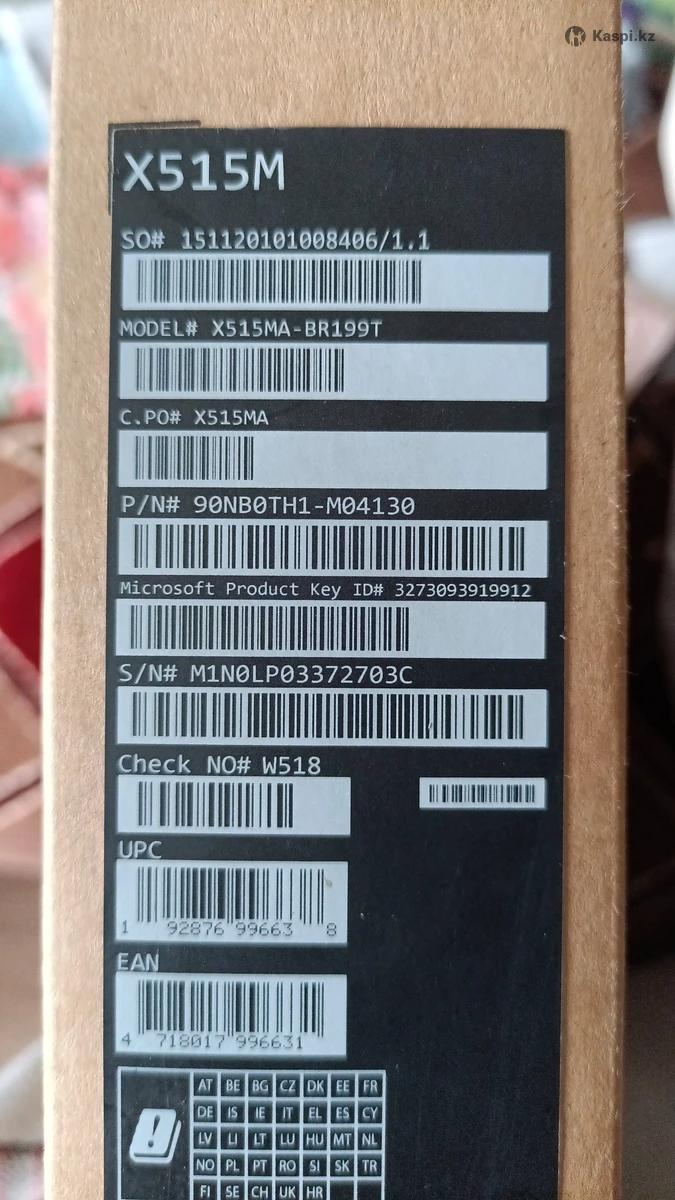 Kaspi.kz
X515M
SO# 151120101008406/1.1
MODEL# X515MA-BR199T
C.PO# X515MA
P/N# 90NB0TH1-M04130
Microsoft Product Key ID# 3273093919912
S/N# M1N0LP03372703C
Check NO# W518
UPC
1 92876 99663 8
EAN
4 718017 996631
AT BE BG CZ DK EE FR
DE IS IE IT EL ES CY
LV LI LT LU HU MT NL
NO PL PT RO SI SK TR
FI SE CH UK HR